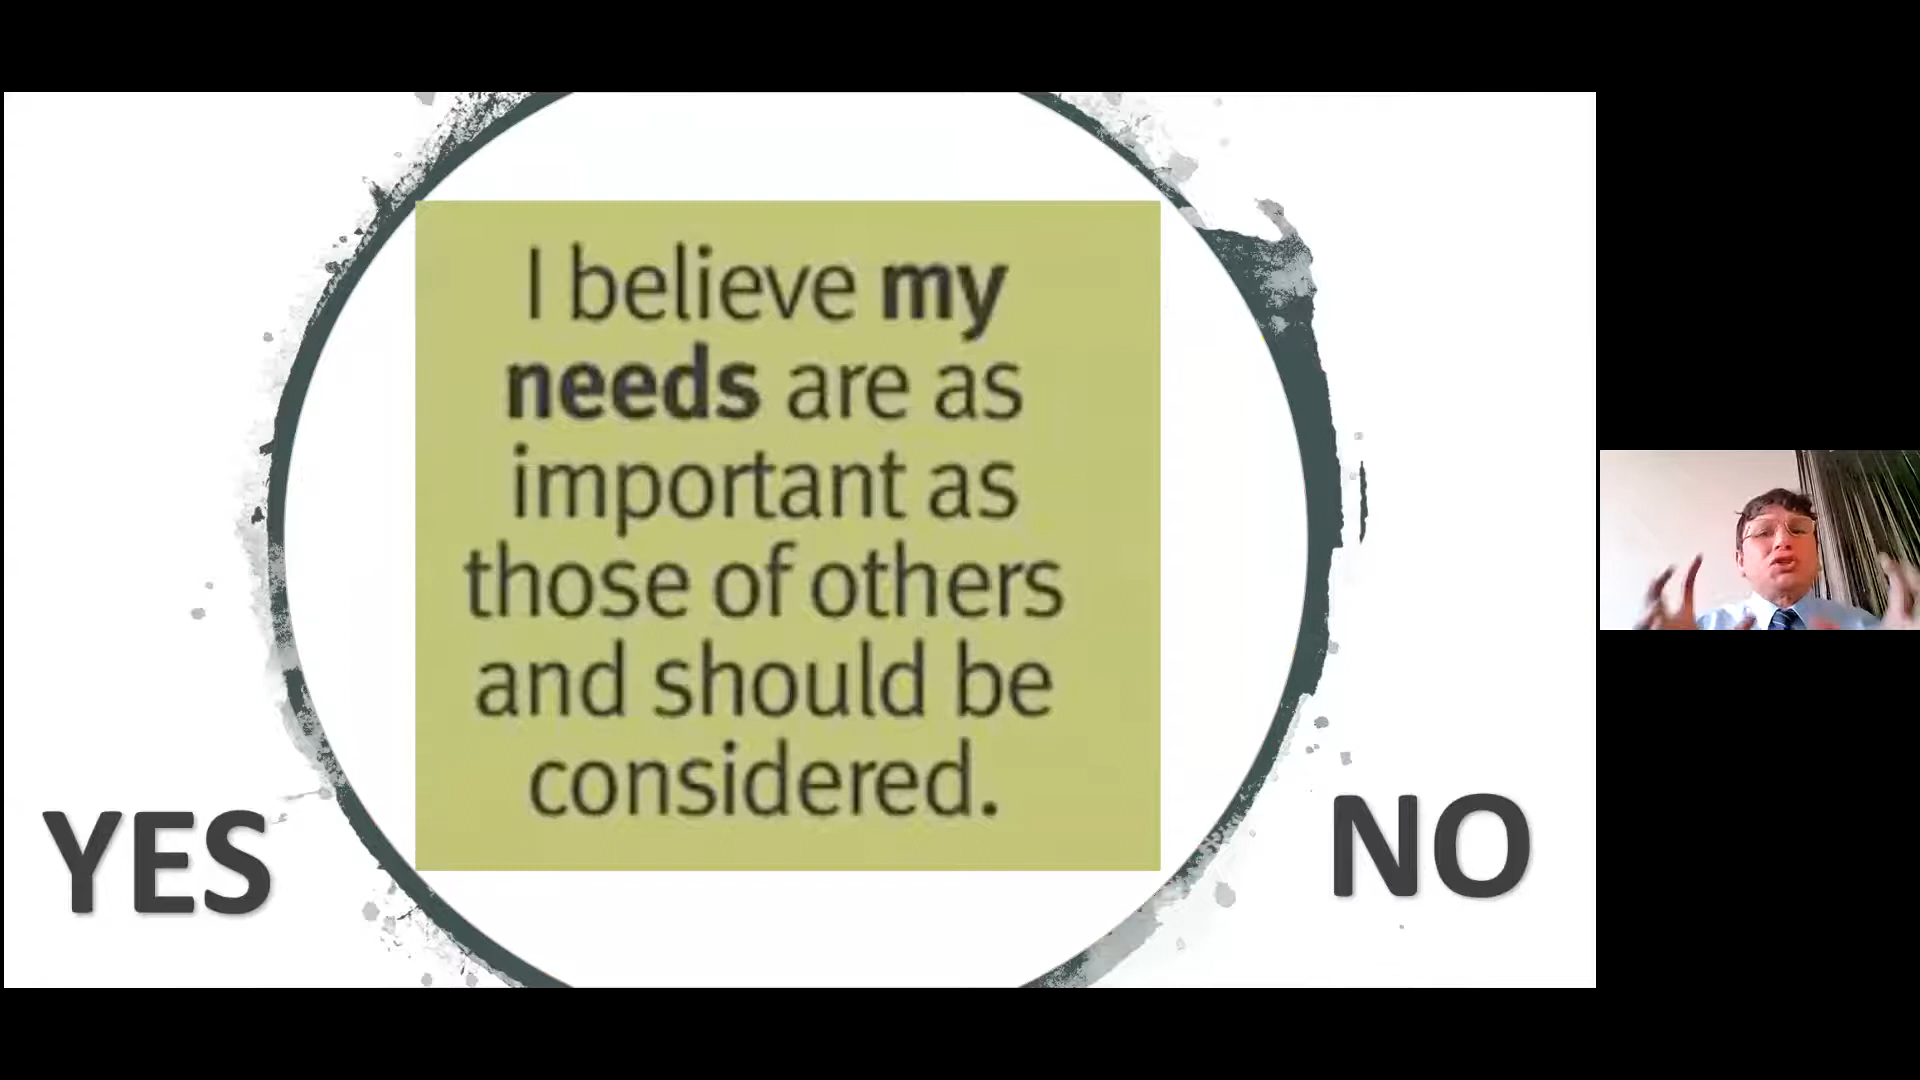 I believe my
needs are as
important as
those of others
and should be
considered.
YES
NO